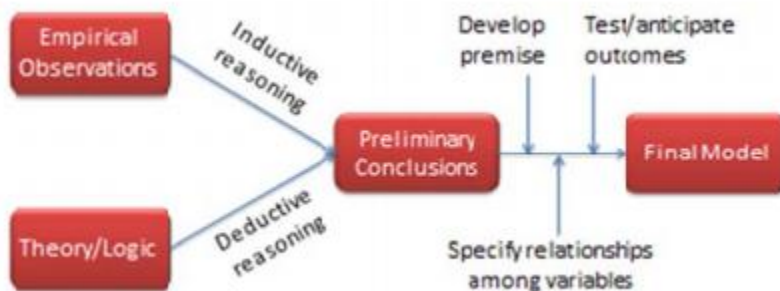 Empirical
Observations
Inductive
reasoning
Theory/Logic
Deductive
reasoning
Preliminary
Conclusions
Develop
premise
Test/anticipate
outcomes
Specify relationships
among variables
Final Model